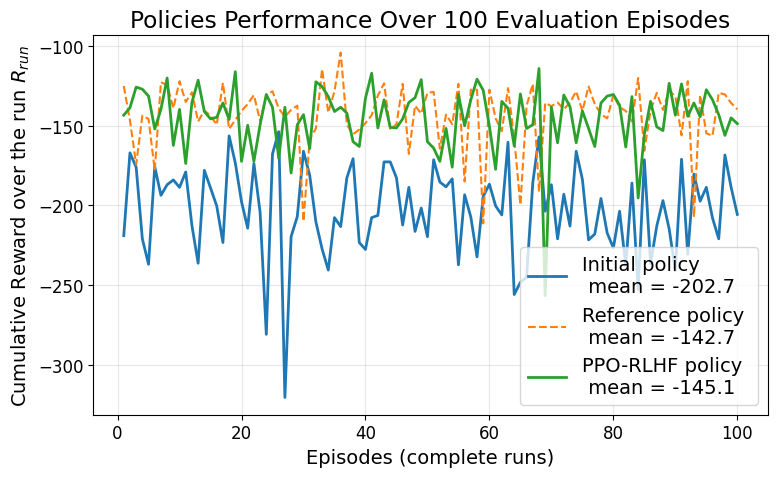 Policies Performance Over 100 Evaluation Episodes
Cumulative Reward over the run R_run
−100
−150
−200
−250
−300
0
20
40
60
80
100
Episodes (complete runs)
Initial policy
mean = -202.7
Reference policy
mean = -142.7
PPO-RLHF policy
mean = -145.1